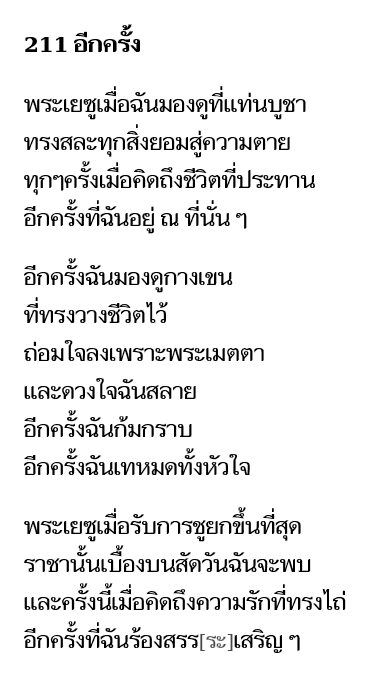 211 อีกครั้ง
พระเยซูเมื่อฉันมองดูที่แท่นบูชา
ทรงสละทุกสิ่งยอมสู่ความตาย
ทุกๆครั้งเมื่อคิดถึงชีวิตที่ประทาน
อีกครั้งที่ฉันอยู่ ณ ที่นั่น ๆ
อีกครั้งฉันมองดูกางเขน
ที่ทรงวางชีวิตไว้
ถ่อมใจลงเพราะพระเมตตา
และดวงใจฉันสลาย
อีกครั้งฉันก้มกราบ
อีกครั้งฉันเทหมดทั้งหัวใจ
พระเยซูเมื่อรับการชูยกขึ้นที่สุด
ราชานั้นเบื้องบนสัดวันฉันจะพบ
และครั้งนี้เมื่อคิดถึงความรักที่ทรงไถ่
อีกครั้งที่ฉันร้องสรร[ระ]เสริญ ๆ